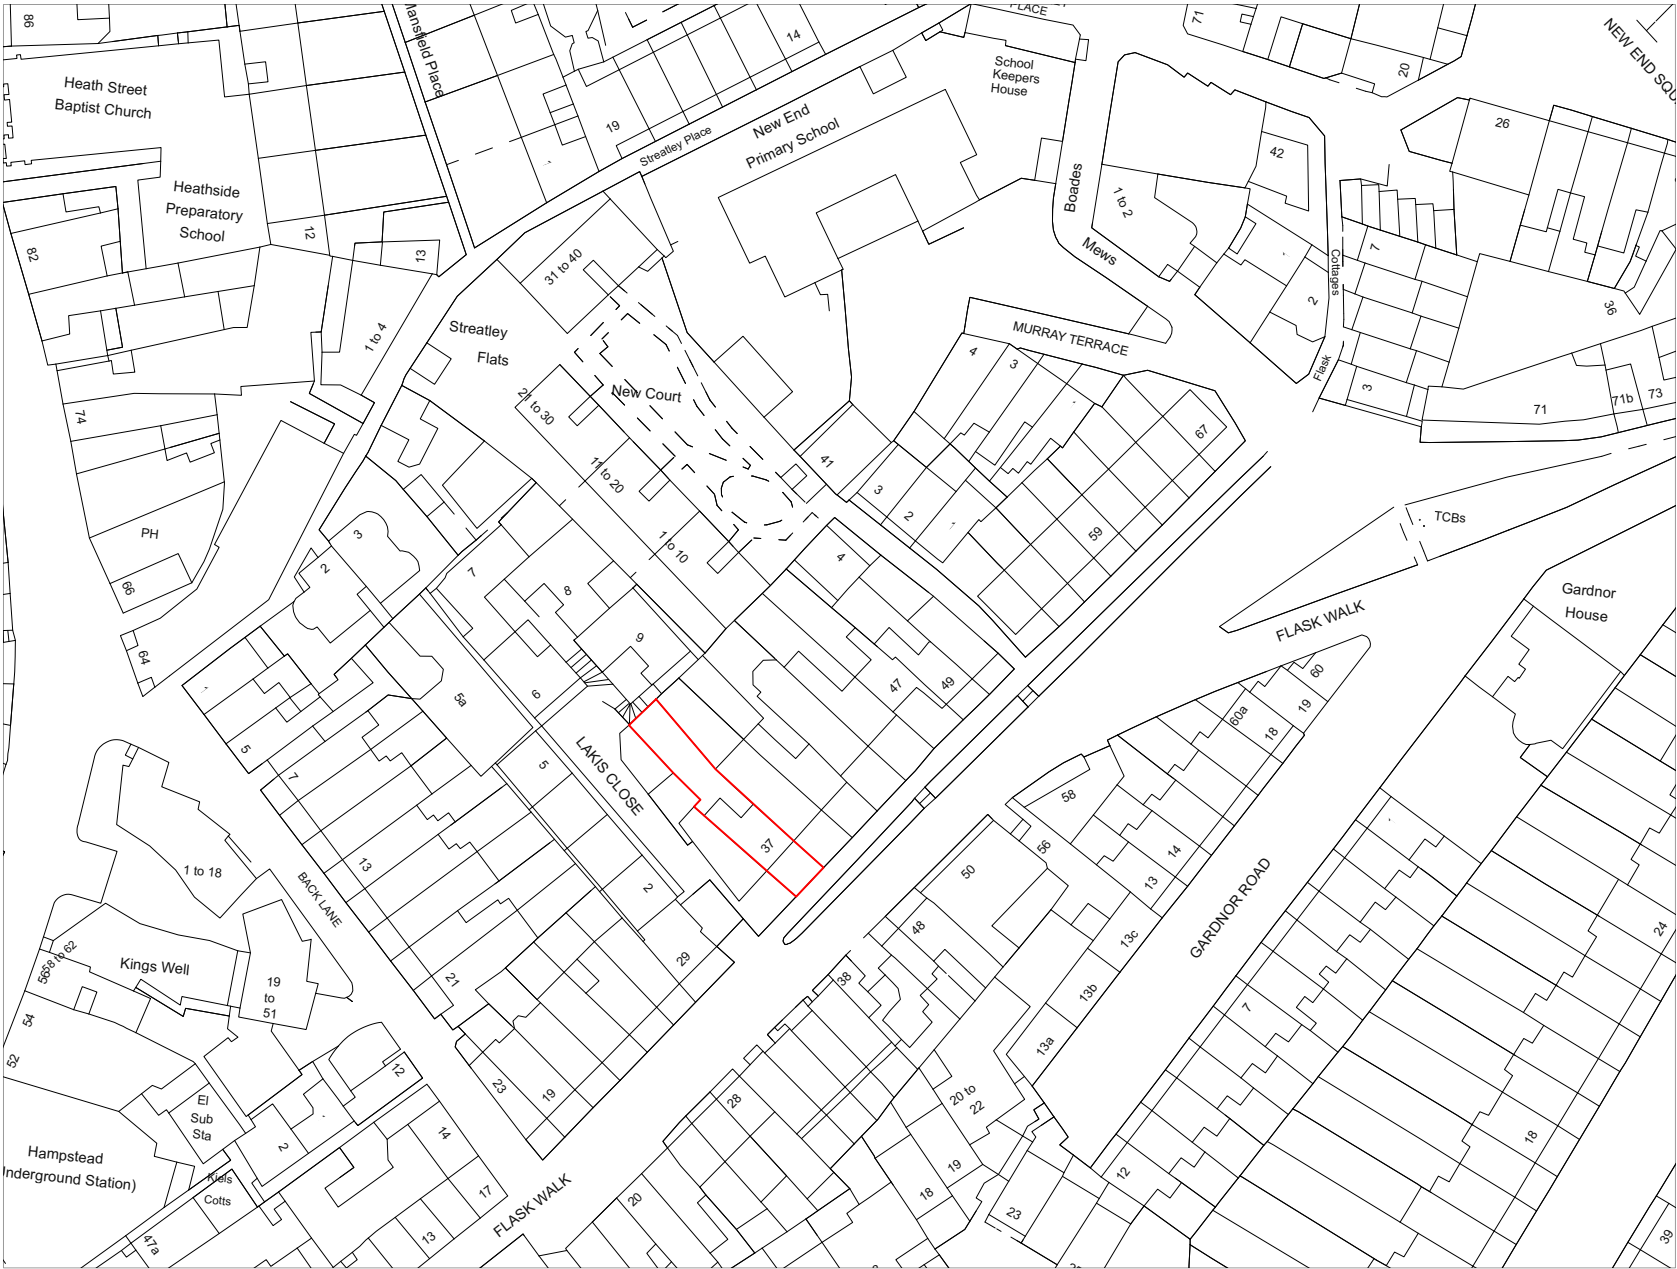 86
Mansfield Place
14
PLACE
71
20
NEW END SQU
Heath Street
Baptist Church
School
Keepers
House
19
Streatley Place
New End
Primary School
26
42
Boades
Mews
1 to 2
Heathside
Preparatory
School
12
13
82
31 to 40
Cottages
7
2
36
1 to 4
Streatley
Flats
MURRAY TERRACE
4
3
Flask
3
71
71b
73
New Court
21 to 30
74
67
41
11 to 20
3
2
1
59
TCBs
PH
66
3
2
7
8
1 to 10
4
Gardnor
House
FLASK WALK
9
64
1
5a
6
47
49
60
19
60a
18
5
7
LAKIS CLOSE
5
58
13
37
56
14
13
1 to 18
BACK LANE
2
50
GARDNOR ROAD
48
13c
24
58 to 62
56
Kings Well
19
to
51
21
29
38
13b
7
54
52
13a
12
23
19
28
20 to
22
El
Sub
Sta
2
14
18
Hampstead
nderground Station)
Kiels
Cotts
17
19
18
12
FLASK WALK
20
23
47a
13
39